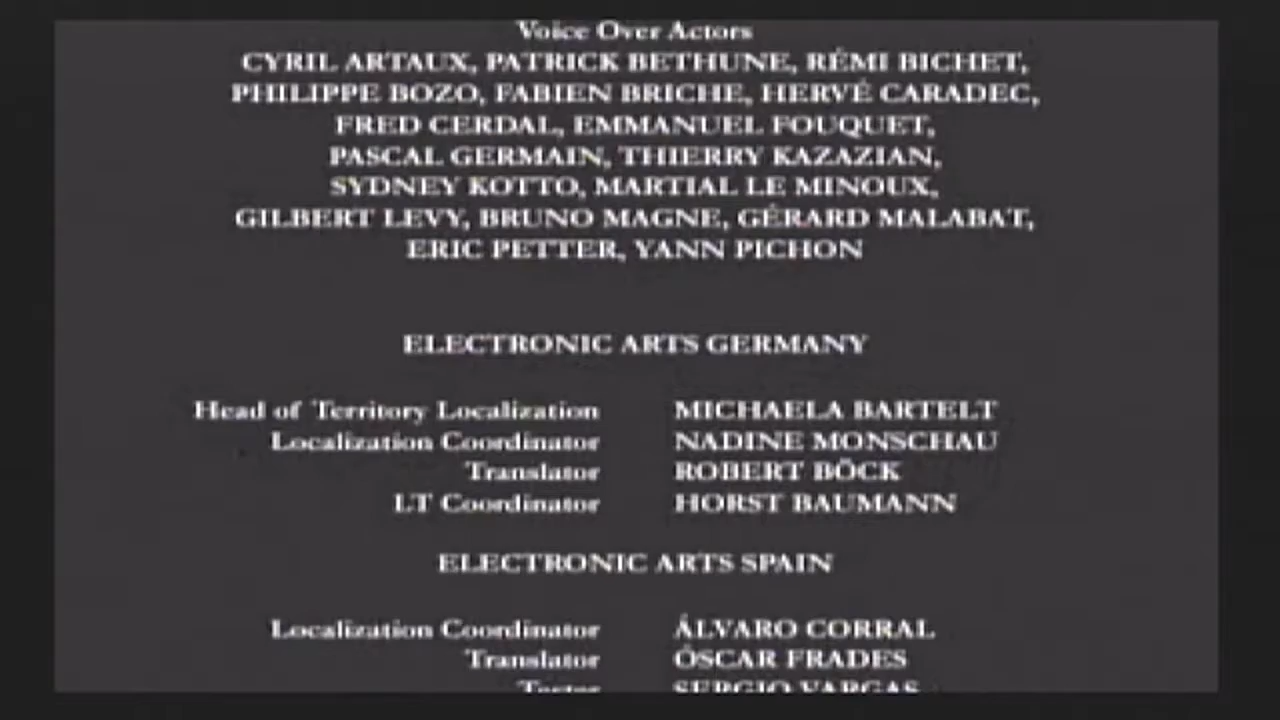 Voice Over Actors
CYRIL ARTAUX, PATRICK BETHUNE, RÉMI BICHET,
PHILIPPE BOZO, FABIEN BRICHE, HERVÉ CARADEC,
FRED CERDAL, EMMANUEL FOUQUET,
PASCAL GERMAIN, THIERRY KAZAZIAN,
SYDNEY KOTTO, MARTIAL LE MINOUX,
GILBERT LEVY, BRUNO MAGNE, GÉRARD MALABAT,
ERIC PETTER, YANN PICHON
ELECTRONIC ARTS GERMANY
Head of Territory Localization MICHAELA BARTELT
Localization Coordinator NADINE MONSCHAU
Translator ROBERT BÖCK
LT Coordinator HORST BAUMANN
ELECTRONIC ARTS SPAIN
Localization Coordinator ÁLVARO CORRAL
Translator ÓSCAR FRADES
Tester SERGIO VARGAS